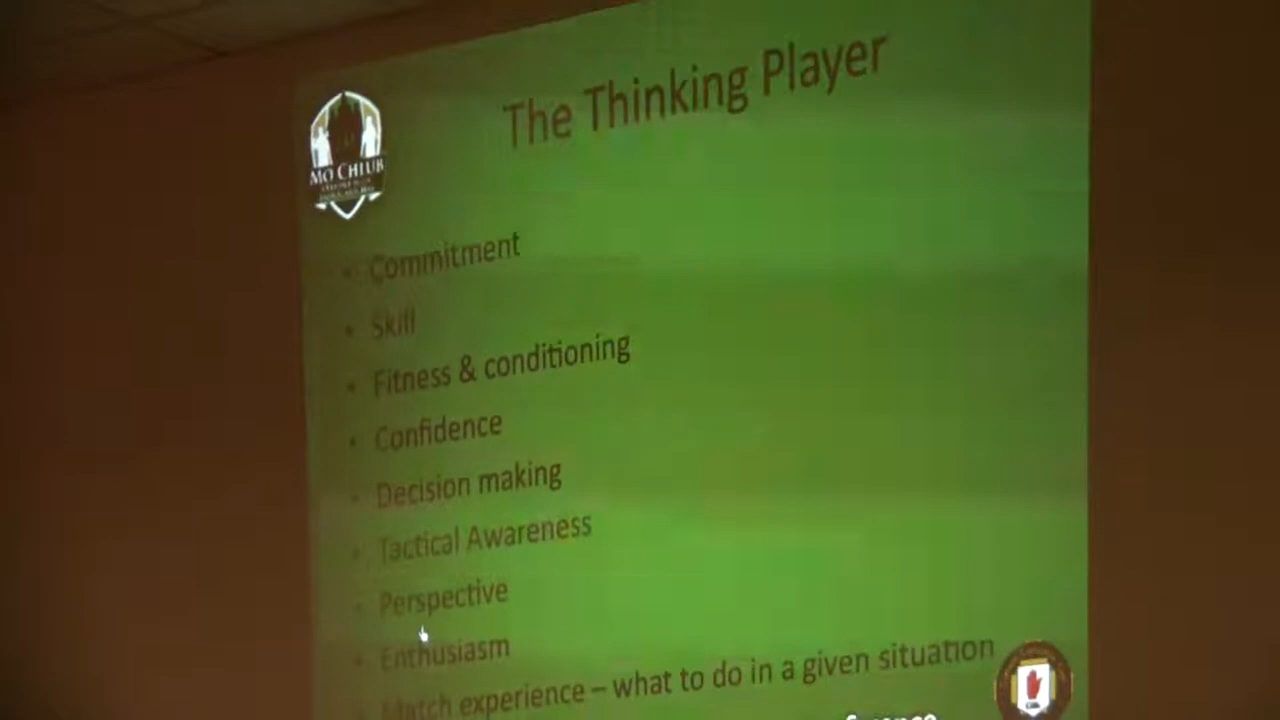 The Thinking Player
MO CHLUB
• Commitment
• Skill
• Fitness & conditioning
• Confidence
• Decision making
• Tactical Awareness
• Perspective
• Enthusiasm
• Match experience – what to do in a given situation